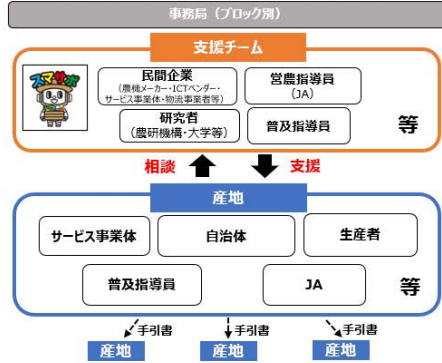 事務局(ブロック別)
支援チーム
スマサポ
民間企業
(農機メーカー・ICTベンダー・
サービス事業体・物流事業者等)
営農指導員
(JA)
研究者
(農研機構・大学等)
普及指導員
等
相談
支援
産地
サービス事業体
自治体
生産者
普及指導員
JA
等
手引書
手引書
手引書
産地
産地
産地